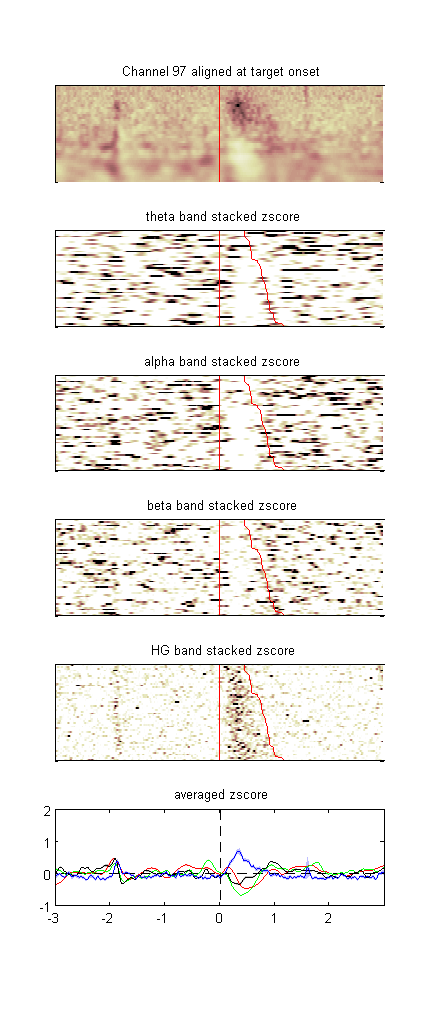 Channel 97 aligned at target onset
theta band stacked zscore
alpha band stacked zscore
beta band stacked zscore
HG band stacked zscore
averaged zscore
2
1
0
-1
-3 -2 -1 0 1 2